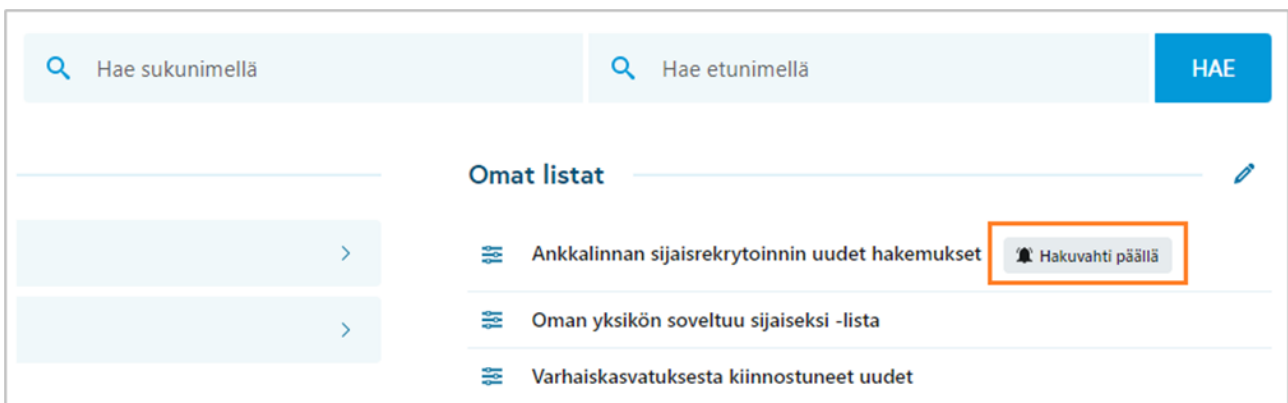 Hae sukunimellä
Hae etunimellä
HAE
Omat listat
Ankkalinnan sijaisrekrytoinnin uudet hakemukset
Hakuvahti päällä
Oman yksikön soveltuu sijaiseksi -lista
Varhaiskasvatuksesta kiinnostuneet uudet